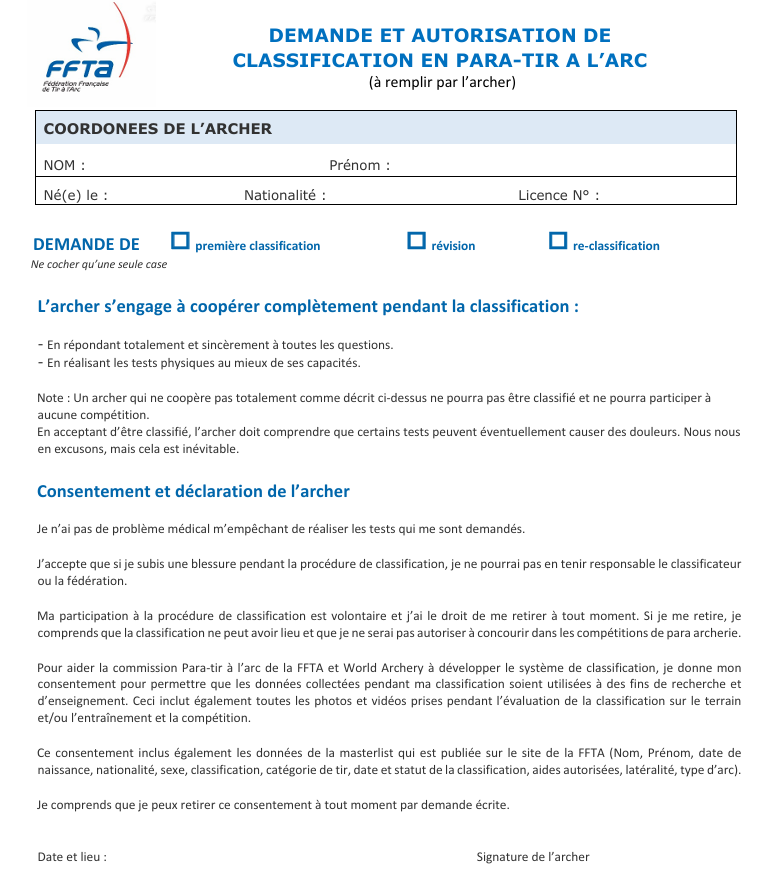 DEMANDE ET AUTORISATION DE
CLASSIFICATION EN PARA-TIR A L’ARC
(à remplir par l’archer)
FFTA
Fédération Française
de Tir à l'Arc
COORDONEES DE L’ARCHER
NOM : Prénom :
Né(e) le : Nationalité : Licence N° :
DEMANDE DE première classification révision re-classification
Ne cocher qu’une seule case
L’archer s’engage à coopérer complètement pendant la classification :
- En répondant totalement et sincèrement à toutes les questions.
- En réalisant les tests physiques au mieux de ses capacités.
Note : Un archer qui ne coopère pas totalement comme décrit ci-dessus ne pourra pas être classifié et ne pourra participer à
aucune compétition.
En acceptant d’être classifié, l’archer doit comprendre que certains tests peuvent éventuellement causer des douleurs. Nous nous
en excusons, mais cela est inévitable.
Consentement et déclaration de l’archer
Je n’ai pas de problème médical m’empêchant de réaliser les tests qui me sont demandés.
J’accepte que si je subis une blessure pendant la procédure de classification, je ne pourrai pas en tenir responsable le classificateur
ou la fédération.
Ma participation à la procédure de classification est volontaire et j’ai le droit de me retirer à tout moment. Si je me retire, je
comprends que la classification ne peut avoir lieu et que je ne serai pas autoriser à concourir dans les compétitions de para archerie.
Pour aider la commission Para-tir à l’arc de la FFTA et World Archery à développer le système de classification, je donne mon
consentement pour permettre que les données collectées pendant ma classification soient utilisées à des fins de recherche et
d’enseignement. Ceci inclut également toutes les photos et vidéos prises pendant l’évaluation de la classification sur le terrain
et/ou l’entraînement et la compétition.
Ce consentement inclus également les données de la masterlist qui est publiée sur le site de la FFTA (Nom, Prénom, date de
naissance, nationalité, sexe, classification, catégorie de tir, date et statut de la classification, aides autorisées, latéralité, type d’arc).
Je comprends que je peux retirer ce consentement à tout moment par demande écrite.
Date et lieu : Signature de l’archer